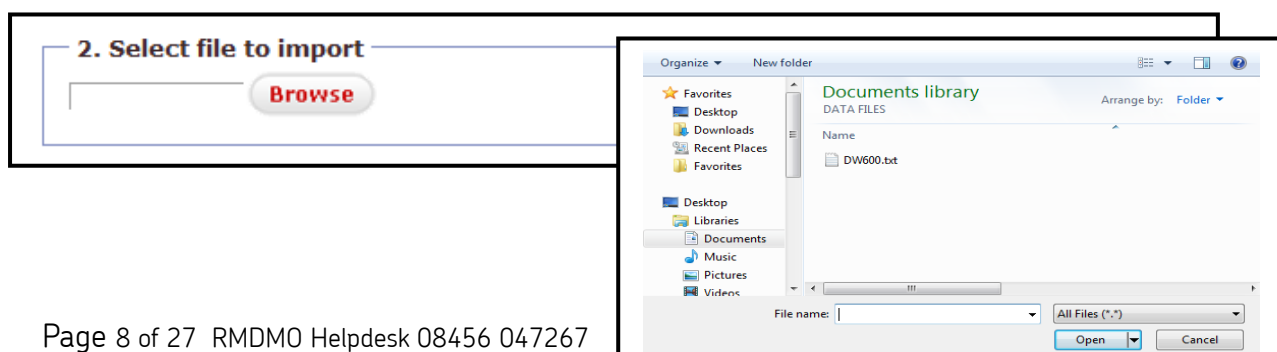 2. Select file to import
Browse
Organize New folder
Favorites
Desktop
Downloads
Recent Places
Favorites
Desktop
Libraries
Documents
Music
Pictures
Videos
Documents library
DATA FILES
Arrange by: Folder
Name
DW600.txt
File name:
All Files (*.*)
Open Cancel
Page 8 of 27 RMDMO Helpdesk 08456 047267